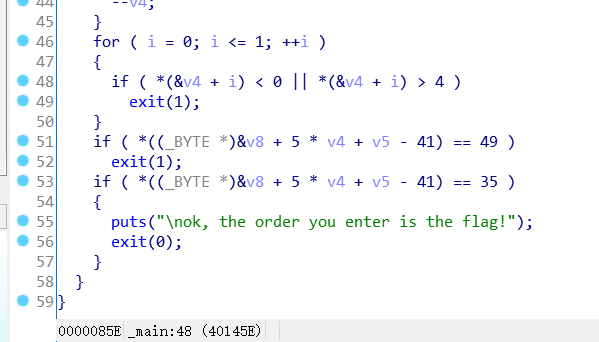 44 --v4;
45 }
46 for ( i = 0; i <= 1; ++i )
47 {
48 if ( *(&v4 + i) < 0 || *(&v4 + i) > 4 )
49 exit(1);
50 }
51 if ( *((_BYTE *)&v8 + 5 * v4 + v5 - 41) == 49 )
52 exit(1);
53 if ( *((_BYTE *)&v8 + 5 * v4 + v5 - 41) == 35 )
54 {
55 puts("\nok, the order you enter is the flag!");
56 exit(0);
57 }
58 }
59 }
0000085E _main:48 (40145E)